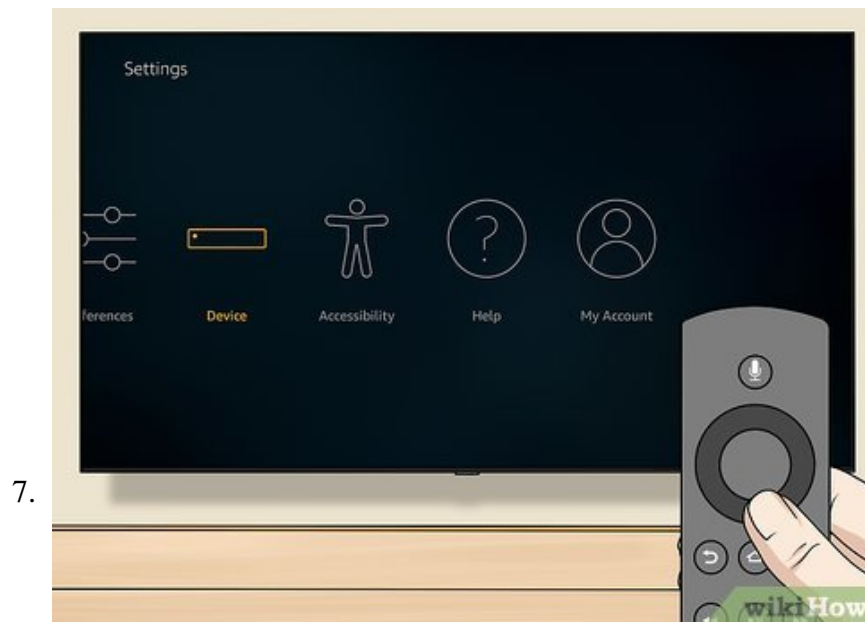 Settings
ferences
Device
Accessibility
Help
My Account
7.
wikiHow